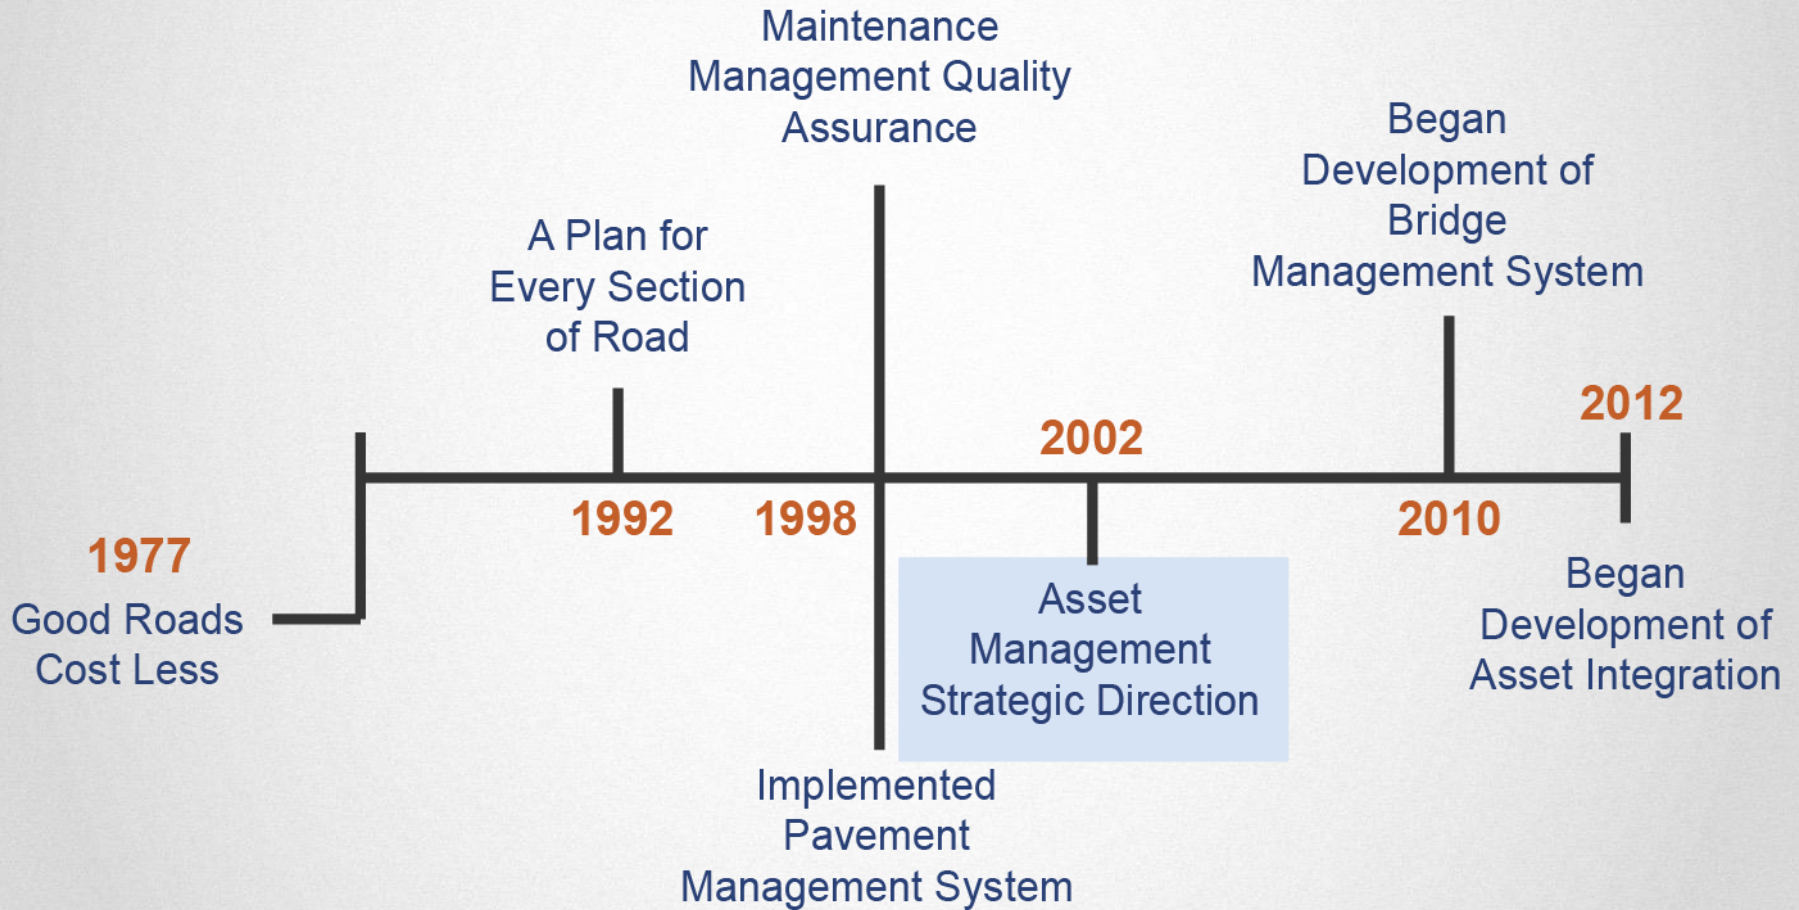 1977
Good Roads
Cost Less
A Plan for
Every Section
of Road
1992
Maintenance
Management Quality
Assurance
1998
Implemented
Pavement
Management System
2002
Asset
Management
Strategic Direction
Began
Development of
Bridge
Management System
2010
2012
Began
Development of
Asset Integration